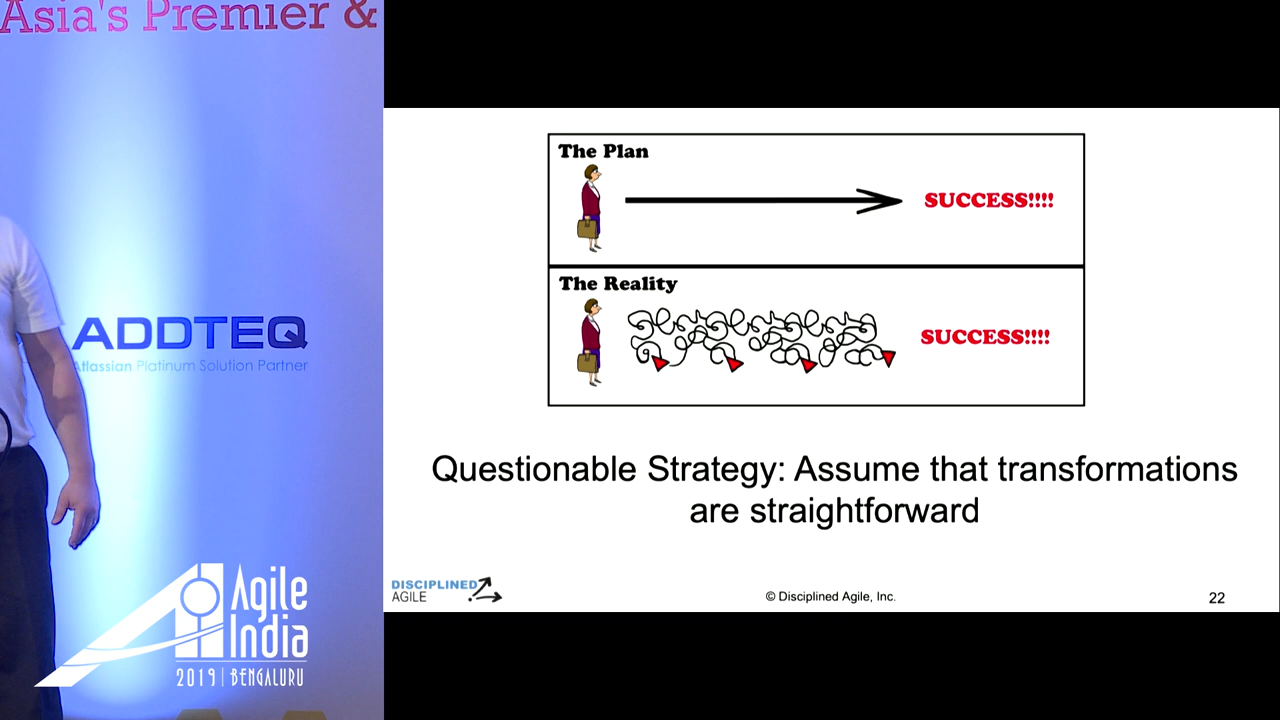 Asia's Premier &
ADDTEQ
Atlassian Platinum Solution Partner
Agile
India
2019 | BENGALURU
The Plan
SUCCESS!!!!
The Reality
SUCCESS!!!!
Questionable Strategy: Assume that transformations
are straightforward
DISCIPLINED
AGILE
© Disciplined Agile, Inc.
22